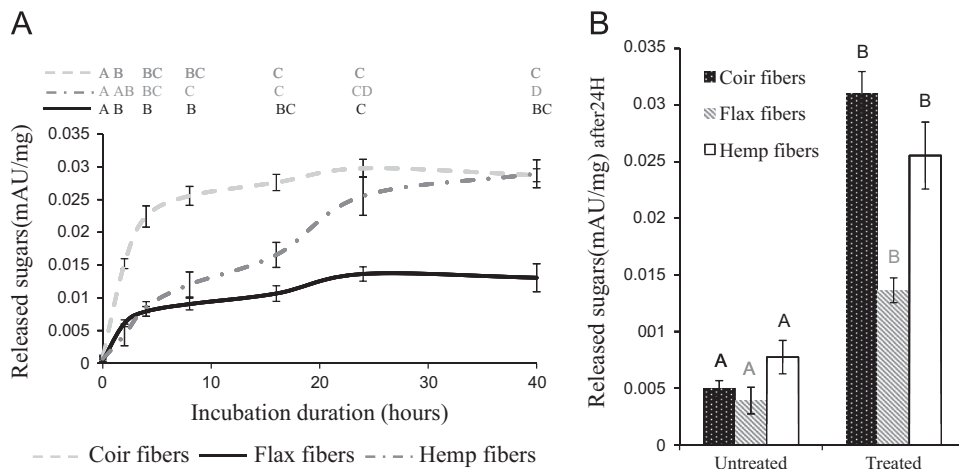 A
A B BC BC C C C
A AB BC C C CD D
A B B B BC C BC
Released sugars(mAU/mg)
0.035
0.03
0.025
0.02
0.015
0.01
0.005
0
0 10 20 30 40
Incubation duration (hours)
Coir fibers Flax fibers Hemp fibers
B
Released sugars(mAU/mg) after24H
0.035
0.03
0.025
0.02
0.015
0.01
0.005
0
Coir fibers
Flax fibers
Hemp fibers
A A A
B B B
Untreated Treated